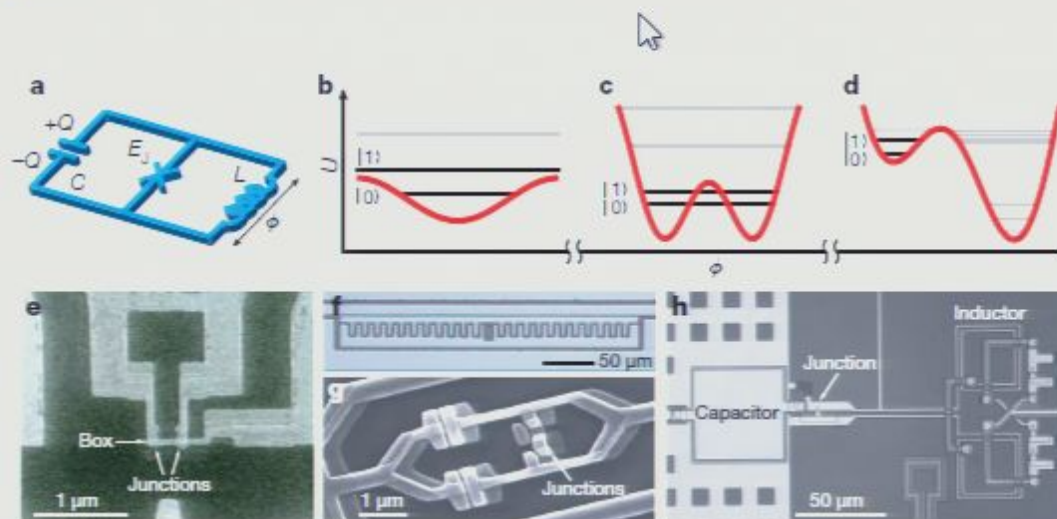 a
+Q
−Q
C
E_J
L
Φ
b
U
|1⟩
|0⟩
c
|1⟩
|0⟩
Φ
d
|1⟩
|0⟩
e
Box
Junctions
1 µm
f
50 µm
g
1 µm
Junctions
h
Inductor
Junction
Capacitor
50 µm